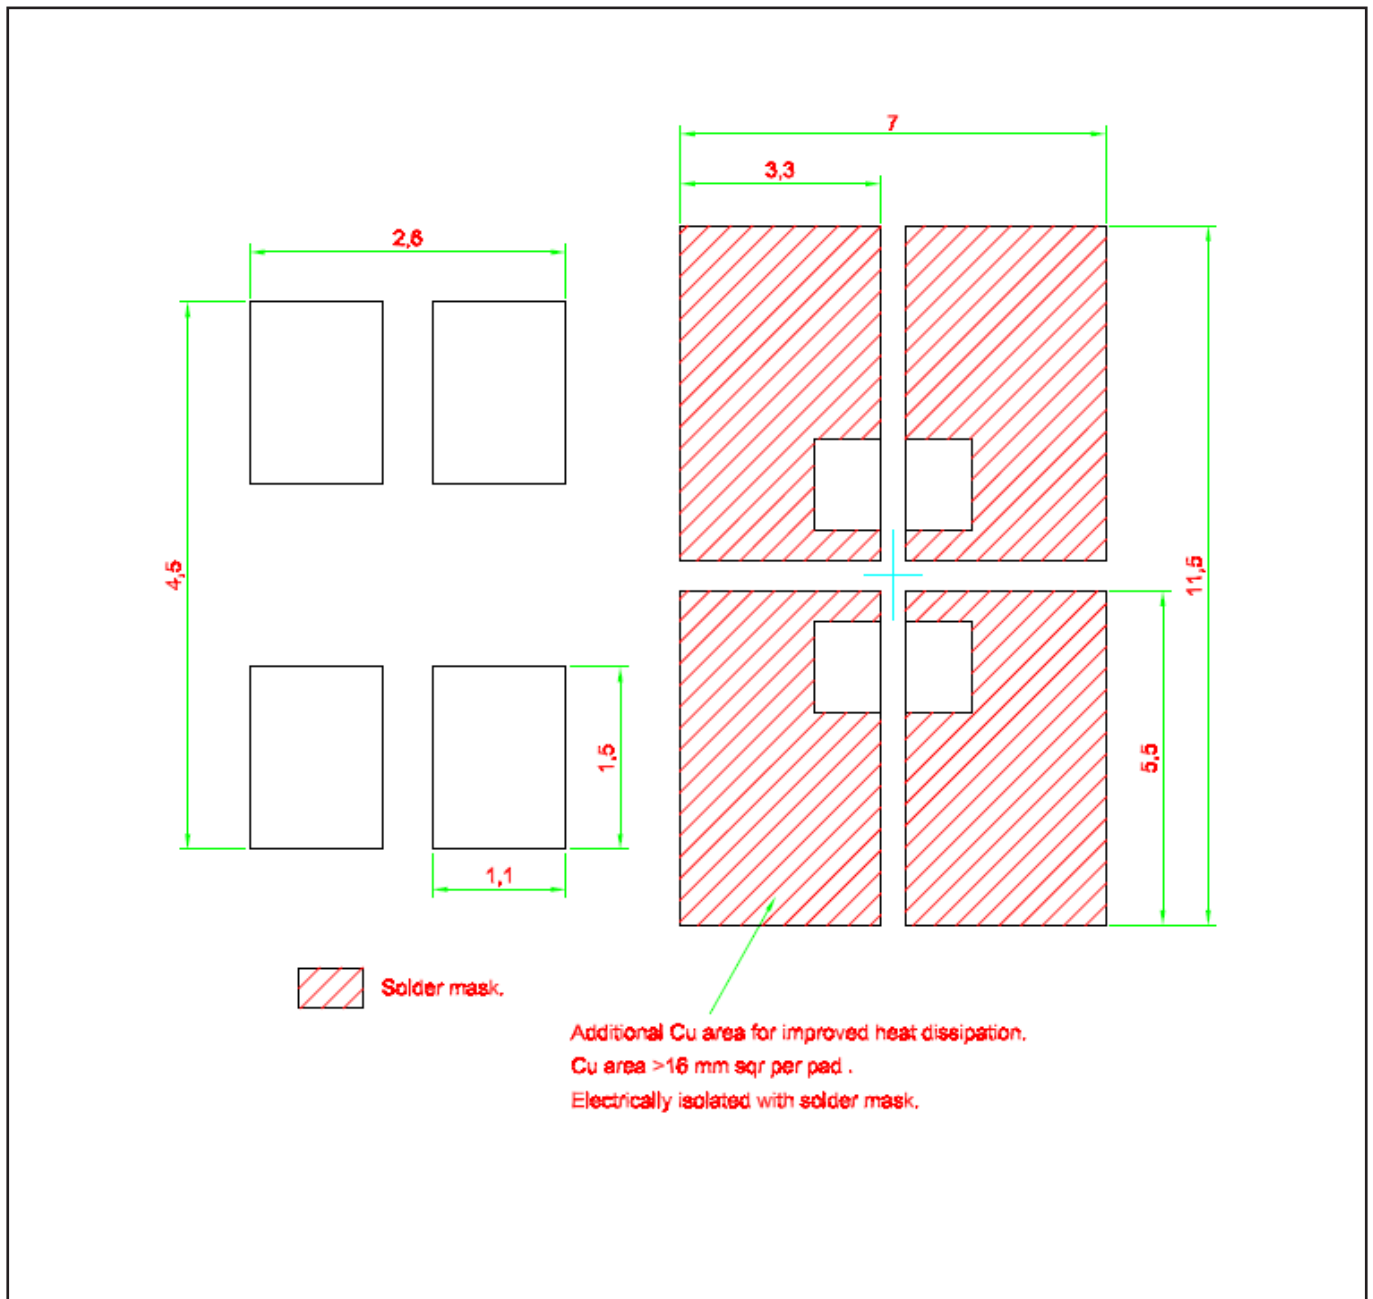 7
3,3
2,6
4,5
11,5
1,5
5,5
1,1
Solder mask.
Additional Cu area for improved heat dissipation.
Cu area >16 mm sqr per pad .
Electrically isolated with solder mask.